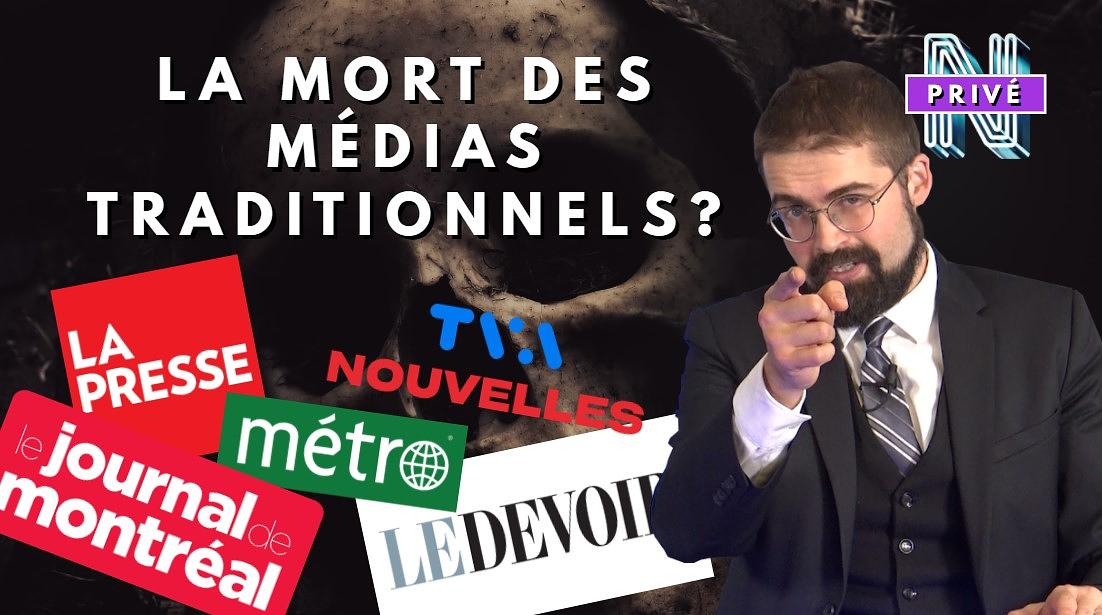 LA MORT DES
MÉDIAS
TRADITIONNELS?
N
PRIVÉ
LA
PRESSE
TVA
NOUVELLES
métro
le journal de
montréal
LE DEVOIR